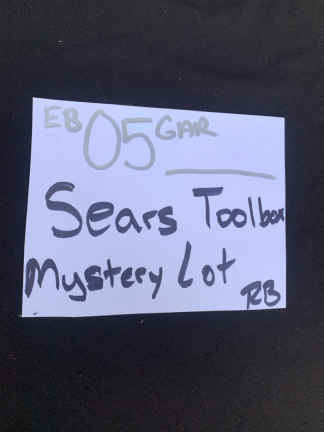 EB 05 GAR
Sears Toolbox
Mystery Lot
RB